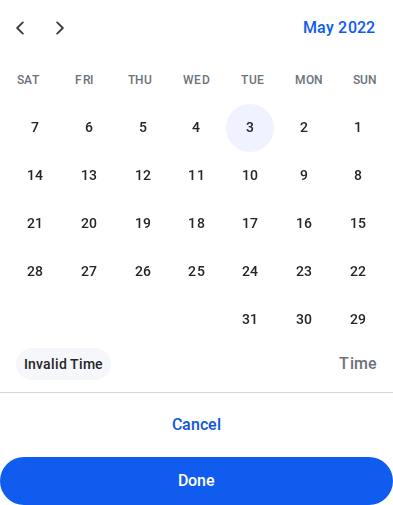 May 2022
SAT FRI THU WED TUE MON SUN
7 6 5 4 3 2 1
14 13 12 11 10 9 8
21 20 19 18 17 16 15
28 27 26 25 24 23 22
31 30 29
Invalid Time Time
Cancel
Done